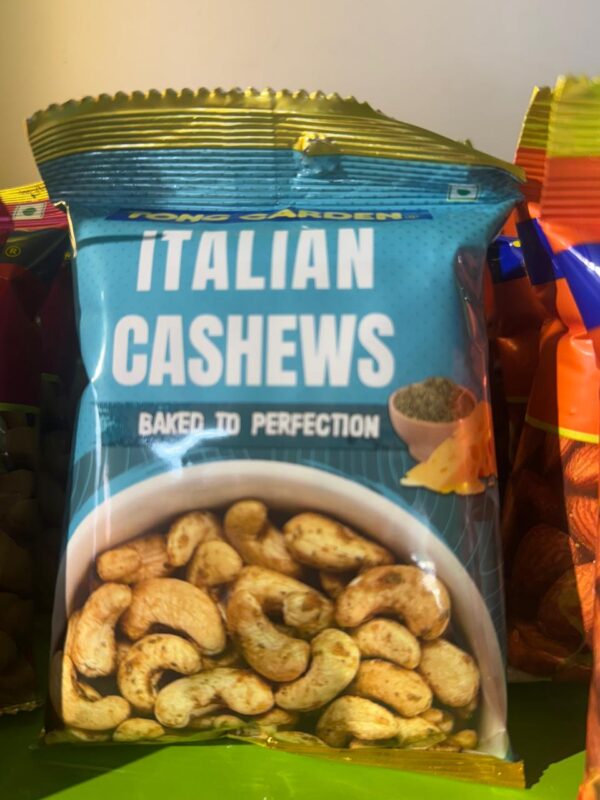 TONG GARDEN®
ITALIAN
CASHEWS
BAKED TO PERFECTION